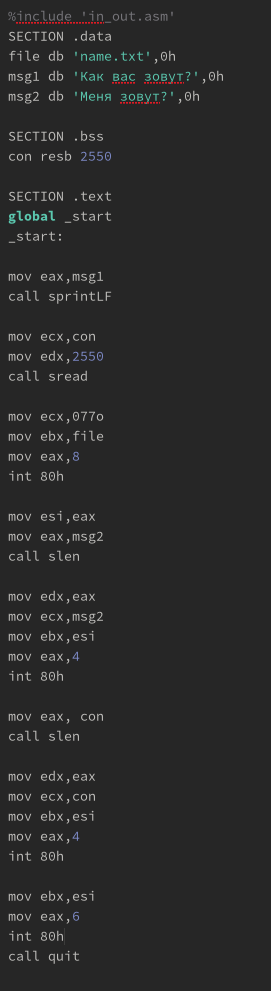 %include 'in_out.asm'
SECTION .data
file db 'name.txt',0h
msg1 db 'Как вас зовут?',0h
msg2 db 'Меня зовут?',0h
SECTION .bss
con resb 2550
SECTION .text
global _start
_start:
mov eax,msg1
call sprintLF
mov ecx,con
mov edx,2550
call sread
mov ecx,077o
mov ebx,file
mov eax,8
int 80h
mov esi,eax
mov eax,msg2
call slen
mov edx,eax
mov ecx,msg2
mov ebx,esi
mov eax,4
int 80h
mov eax, con
call slen
mov edx,eax
mov ecx,con
mov ebx,esi
mov eax,4
int 80h
mov ebx,esi
mov eax,6
int 80h
call quit